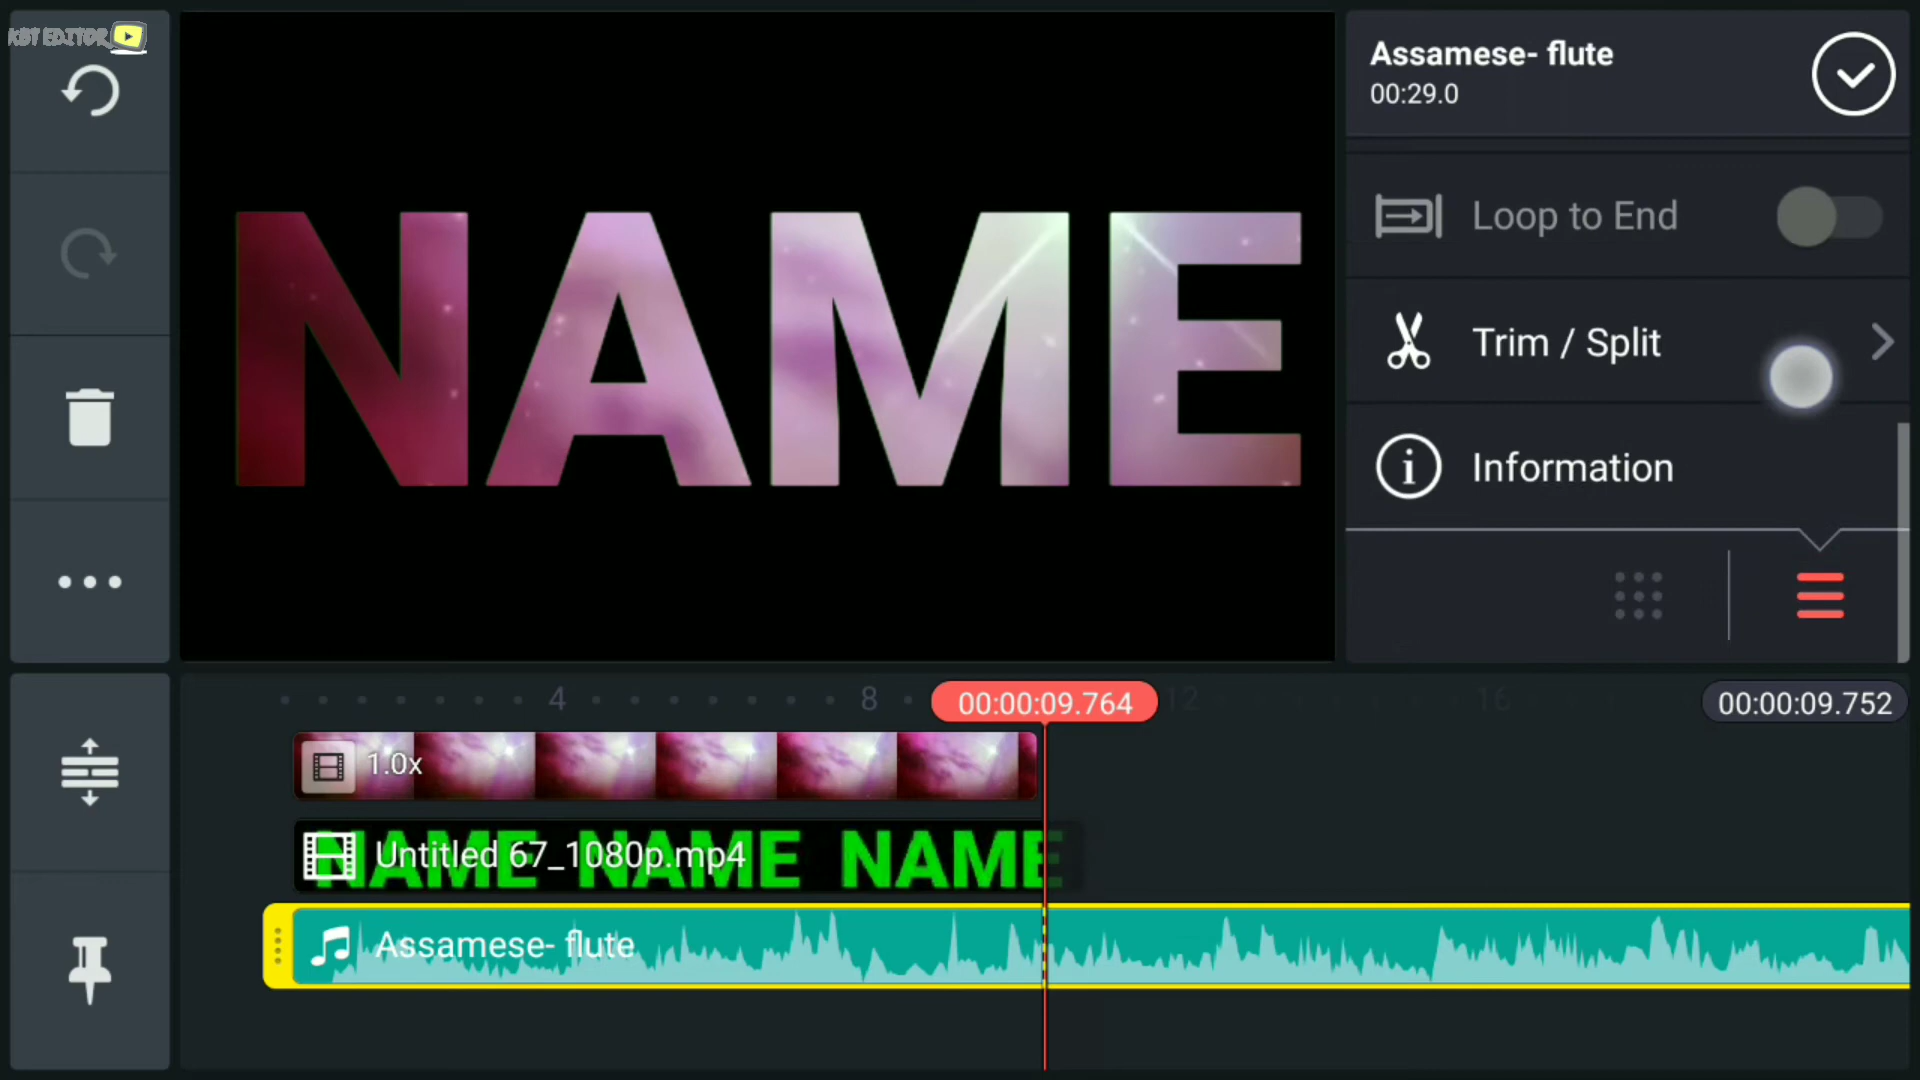 KBT EDITOR
Assamese- flute
00:29.0
NAME
Loop to End
Trim / Split
Information
4
8
00:00:09.764
12
16
00:00:09.752
1.0x
NAME NAME NAME
Untitled 67_1080p.mp4
Assamese- flute